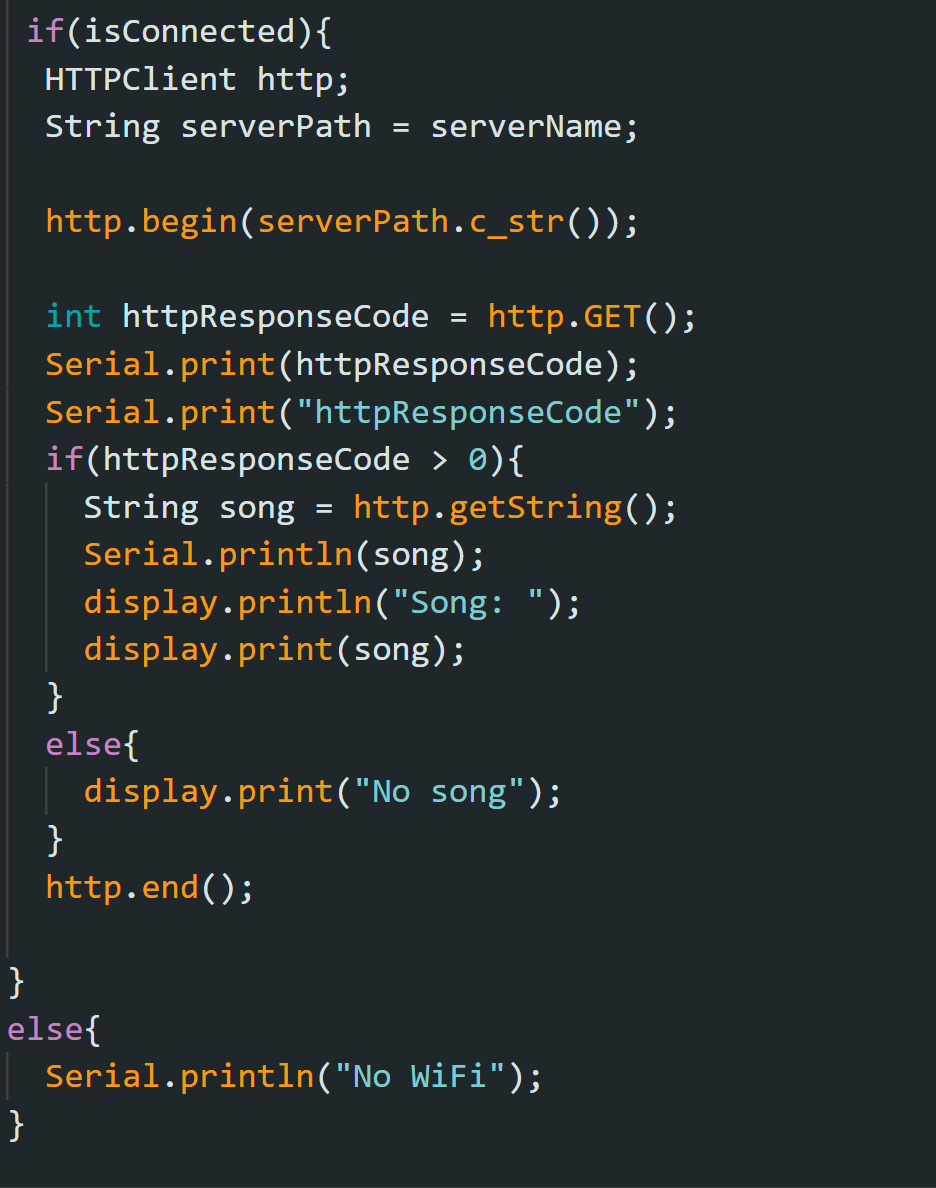 if(isConnected){
HTTPClient http;
String serverPath = serverName;
http.begin(serverPath.c_str());
int httpResponseCode = http.GET();
Serial.print(httpResponseCode);
Serial.print("httpResponseCode");
if(httpResponseCode > 0){
String song = http.getString();
Serial.println(song);
display.println("Song: ");
display.print(song);
}
else{
display.print("No song");
}
http.end();
}
else{
Serial.println("No WiFi");
}